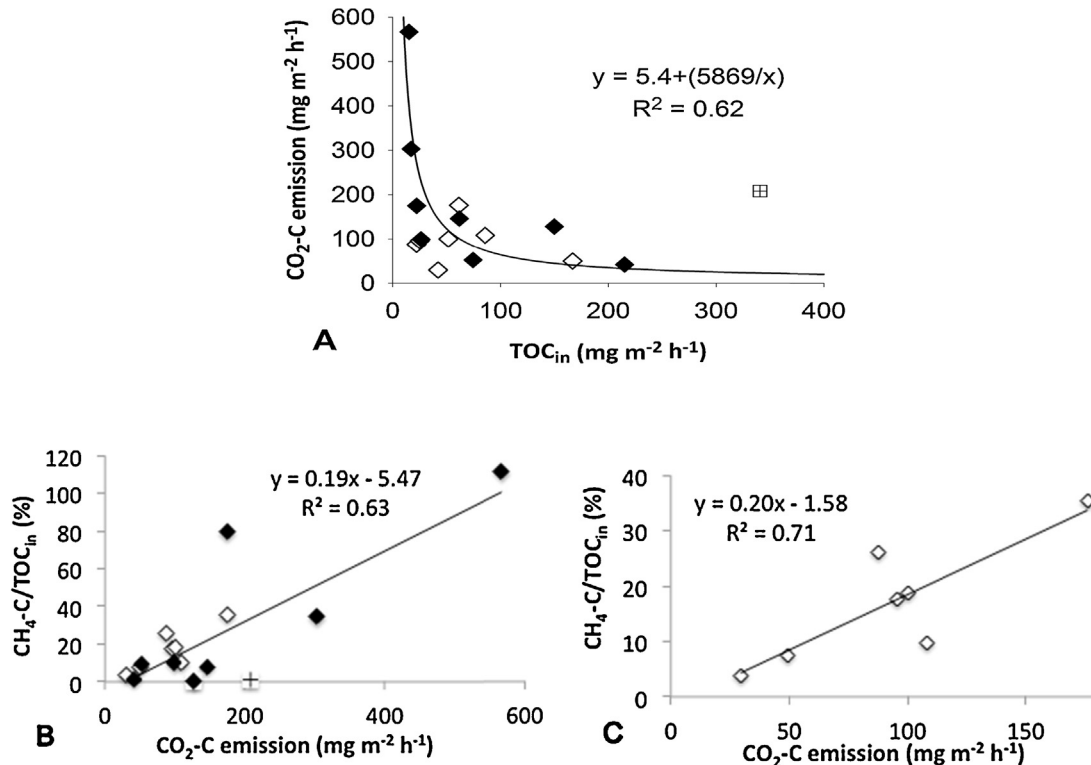 600
500
400
300
200
100
0
CO₂-C emission (mg m⁻² h⁻¹)
y = 5.4+(5869/x)
R² = 0.62
0 100 200 300 400
A
TOCᵢₙ (mg m⁻² h⁻¹)
120
100
80
60
40
20
0
CH₄-C/TOCᵢₙ (%)
y = 0.19x - 5.47
R² = 0.63
0 200 400 600
B
CO₂-C emission (mg m⁻² h⁻¹)
40
30
20
10
0
CH₄-C/TOCᵢₙ (%)
y = 0.20x - 1.58
R² = 0.71
0 50 100 150
C
CO₂-C emission (mg m⁻² h⁻¹)